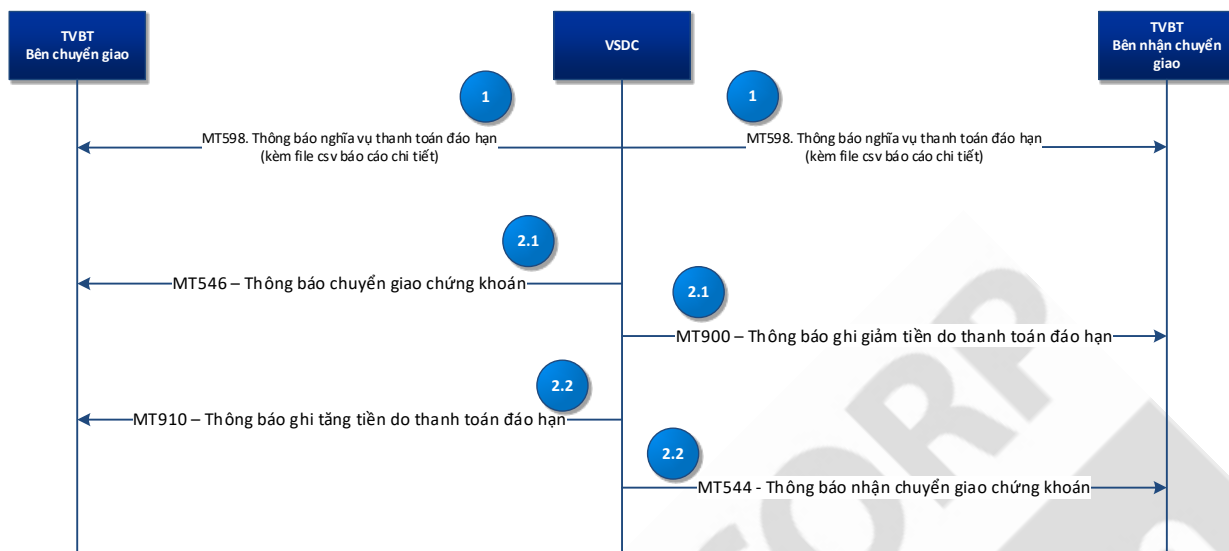 TVBT
Bên chuyển giao
VSDC
TVBT
Bên nhận chuyển
giao
1
1
MT598. Thông báo nghĩa vụ thanh toán đáo hạn
(kèm file csv báo cáo chi tiết)
MT598. Thông báo nghĩa vụ thanh toán đáo hạn
(kèm file csv báo cáo chi tiết)
2.1
MT546 – Thông báo chuyển giao chứng khoán
2.1
MT900 – Thông báo ghi giảm tiền do thanh toán đáo hạn
2.2
MT910 – Thông báo ghi tăng tiền do thanh toán đáo hạn
2.2
MT544 - Thông báo nhận chuyển giao chứng khoán